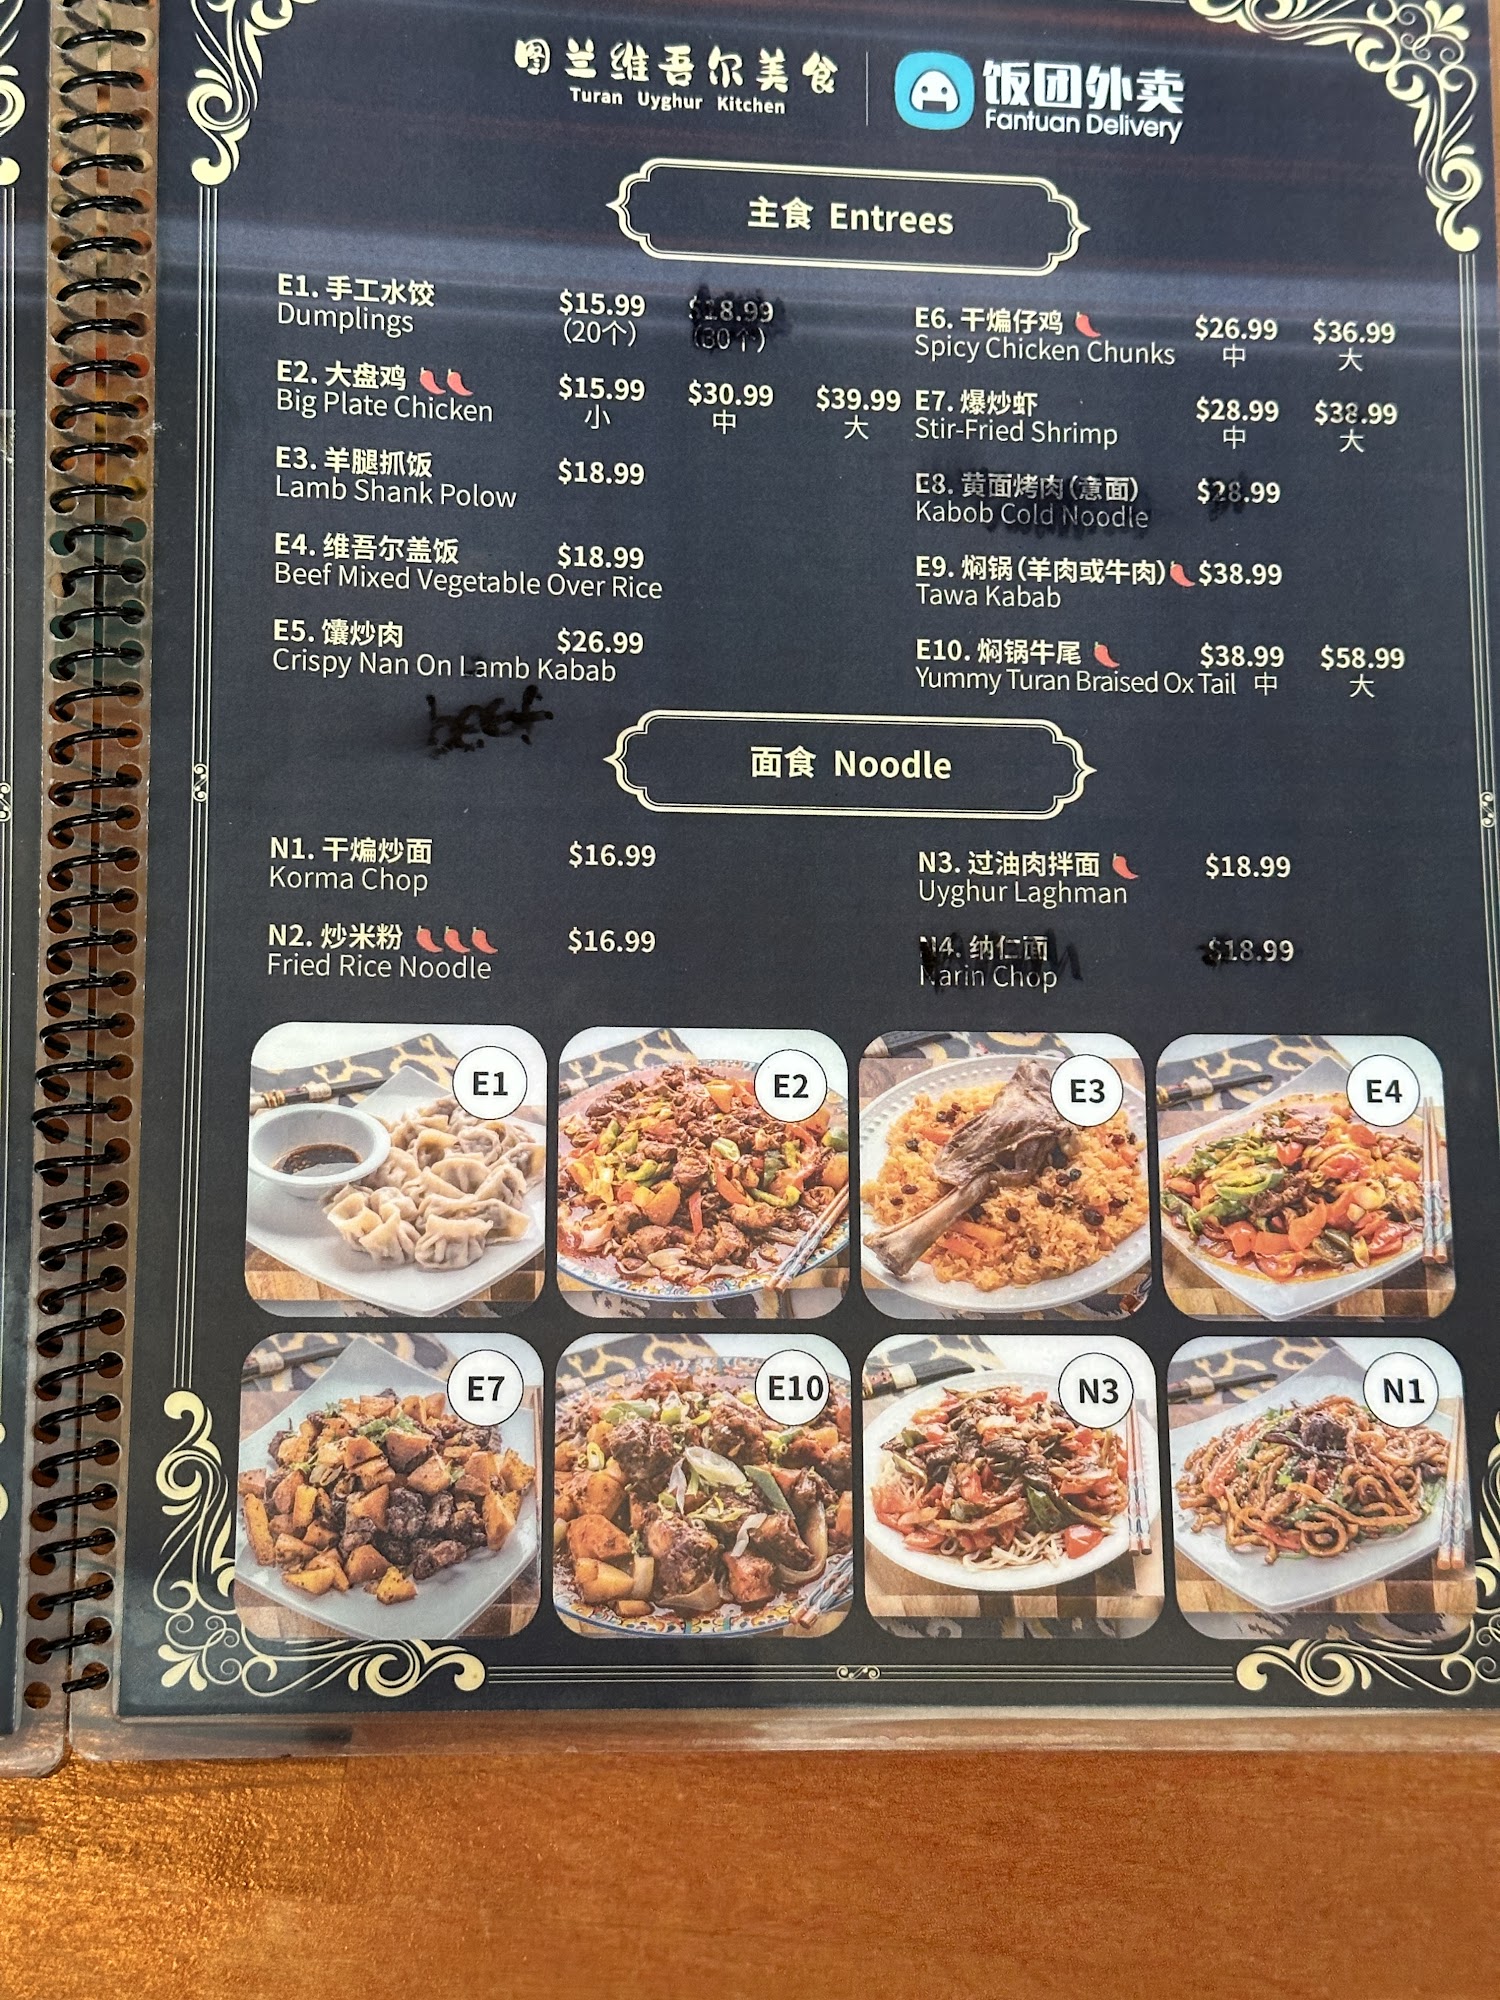 图兰维吾尔美食
Turan Uyghur Kitchen
饭团外卖
Fantuan Delivery
主食 Entrees
E1. 手工水饺 $15.99 $18.99
Dumplings (20个) (30个)
E2. 大盘鸡 $15.99 $30.99 $39.99
Big Plate Chicken 小 中 大
E3. 羊腿抓饭 $18.99
Lamb Shank Polow
E4. 维吾尔盖饭 $18.99
Beef Mixed Vegetable Over Rice
E5. 馕炒肉 $26.99
Crispy Nan On Lamb Kabab
beef
E6. 干煸仔鸡 $26.99 $36.99
Spicy Chicken Chunks 中 大
E7. 爆炒虾 $28.99 $38.99
Stir-Fried Shrimp 中 大
E8. 黄面烤肉(意面) $28.99
Kabob Cold Noodle
E9. 焖锅(羊肉或牛肉) $38.99
Tawa Kabab
E10. 焖锅牛尾 $38.99 $58.99
Yummy Turan Braised Ox Tail 中 大
面食 Noodle
N1. 干煸炒面 $16.99
Korma Chop
N2. 炒米粉 $16.99
Fried Rice Noodle
N3. 过油肉拌面 $18.99
Uyghur Laghman
N4. 纳仁面 $18.99
Narin Chop
E1
E2
E3
E4
E7
E10
N3
N1